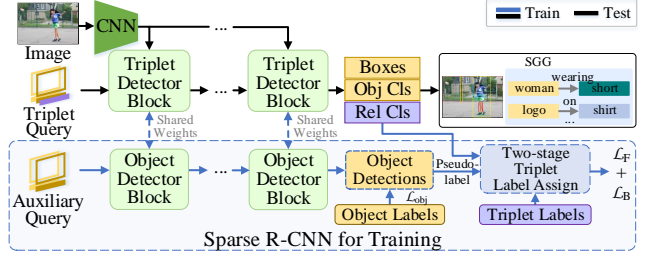 Train
Test
CNN
Image
...
Triplet
Detector
Block
...
Triplet
Detector
Block
Boxes
Obj Cls
Rel Cls
SGG
wearing
woman
short
on
logo
shirt
...
Triplet
Query
Shared
Weights
Shared
Weights
Auxiliary
Query
Object
Detector
Block
...
Object
Detector
Block
Object
Detections
Pseudo-
label
Two-stage
Triplet
Label Assign
ℒF
+
ℒB
ℒobj
Object Labels
Triplet Labels
Sparse R-CNN for Training